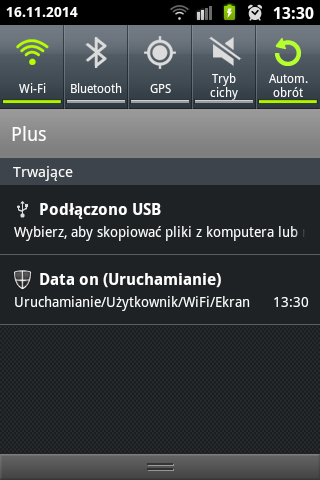 16.11.2014 13:30
Wi-Fi Bluetooth GPS Tryb cichy Autom. obrót
Plus
Trwające
Podłączono USB
Wybierz, aby skopiować pliki z komputera lub
Data on (Uruchamianie)
Uruchamianie/Użytkownik/WiFi/Ekran 13:30